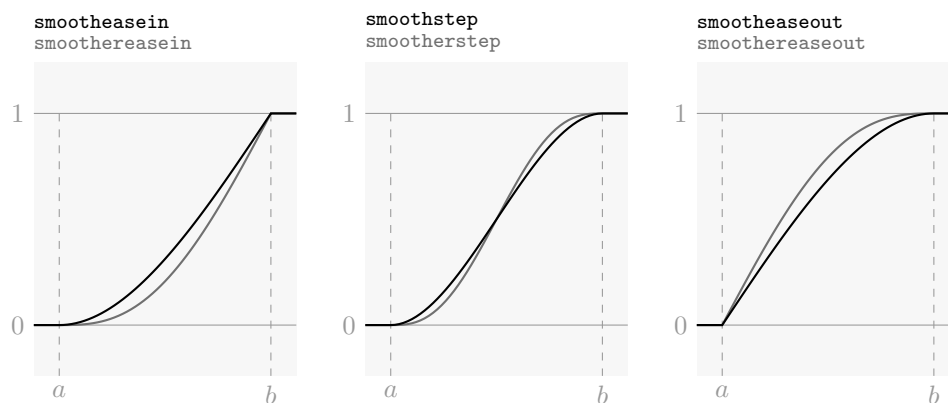 smootheasein
smoothereasein
1
0
a
b
smoothstep
smootherstep
1
0
a
b
smootheaseout
smoothereaseout
1
0
a
b